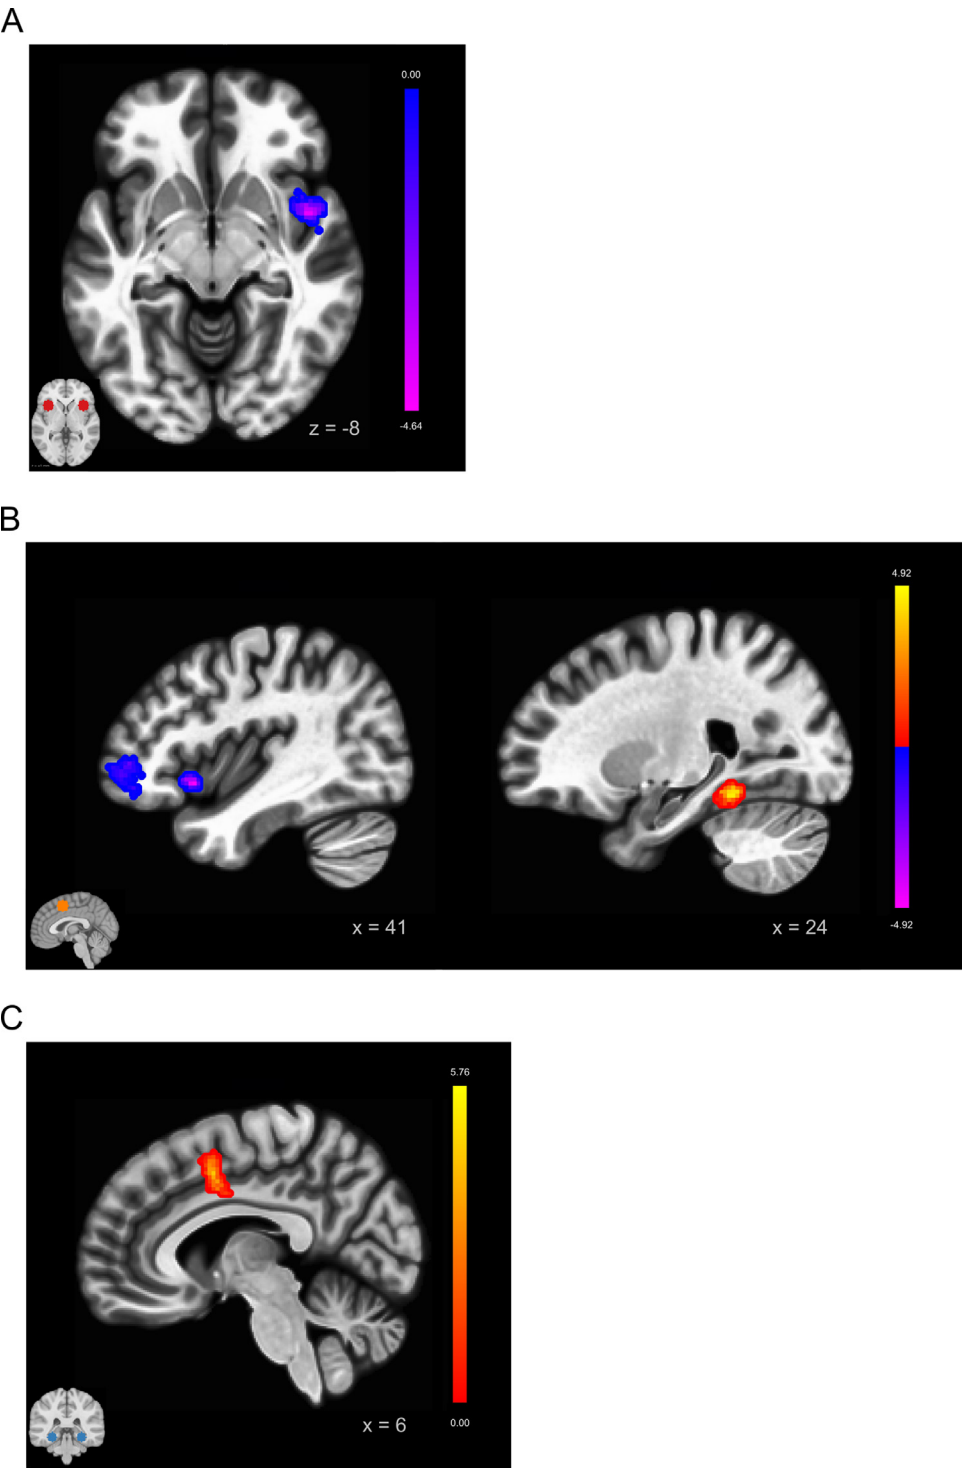 A
0.00
-4.64
z = -8
B
4.92
-4.92
x = 41
x = 24
C
5.76
0.00
x = 6